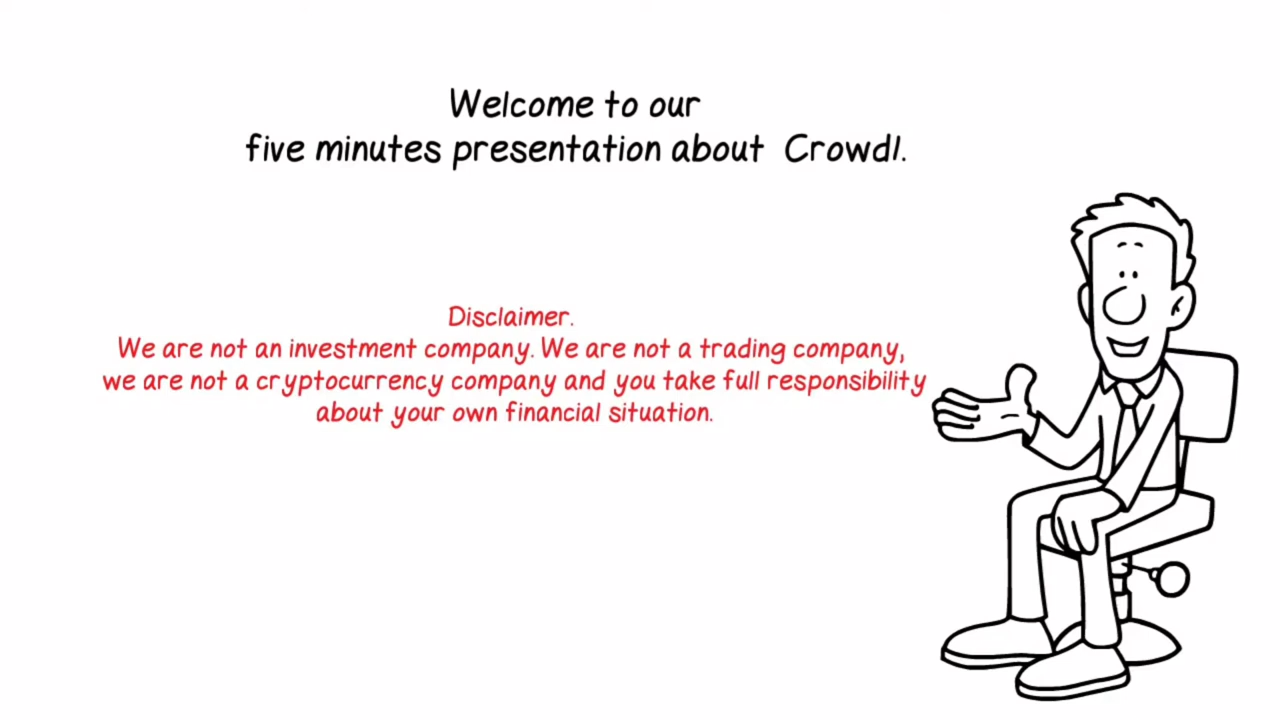 Welcome to our
five minutes presentation about Crowd1.
Disclaimer.
We are not an investment company. We are not a trading company,
we are not a cryptocurrency company and you take full responsibility
about your own financial situation.